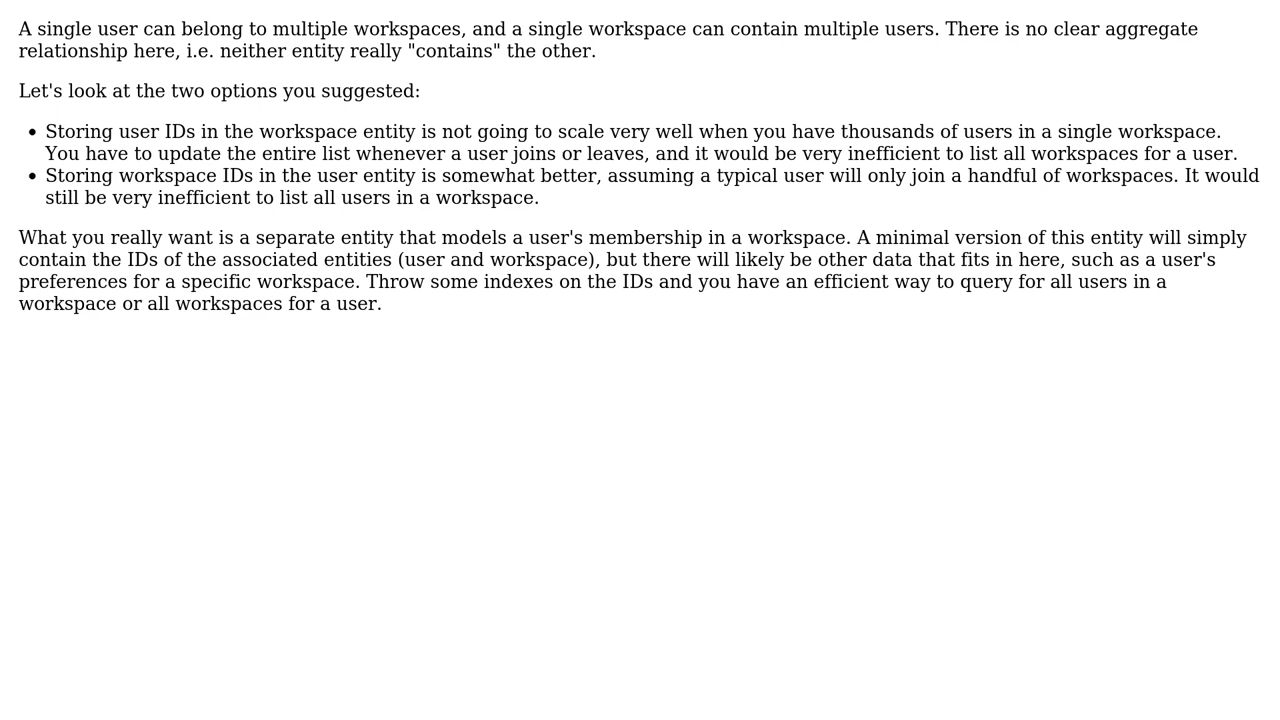 A single user can belong to multiple workspaces, and a single workspace can contain multiple users. There is no clear aggregate
relationship here, i.e. neither entity really "contains" the other.
Let's look at the two options you suggested:
• Storing user IDs in the workspace entity is not going to scale very well when you have thousands of users in a single workspace.
You have to update the entire list whenever a user joins or leaves, and it would be very inefficient to list all workspaces for a user.
• Storing workspace IDs in the user entity is somewhat better, assuming a typical user will only join a handful of workspaces. It would
still be very inefficient to list all users in a workspace.
What you really want is a separate entity that models a user's membership in a workspace. A minimal version of this entity will simply
contain the IDs of the associated entities (user and workspace), but there will likely be other data that fits in here, such as a user's
preferences for a specific workspace. Throw some indexes on the IDs and you have an efficient way to query for all users in a
workspace or all workspaces for a user.